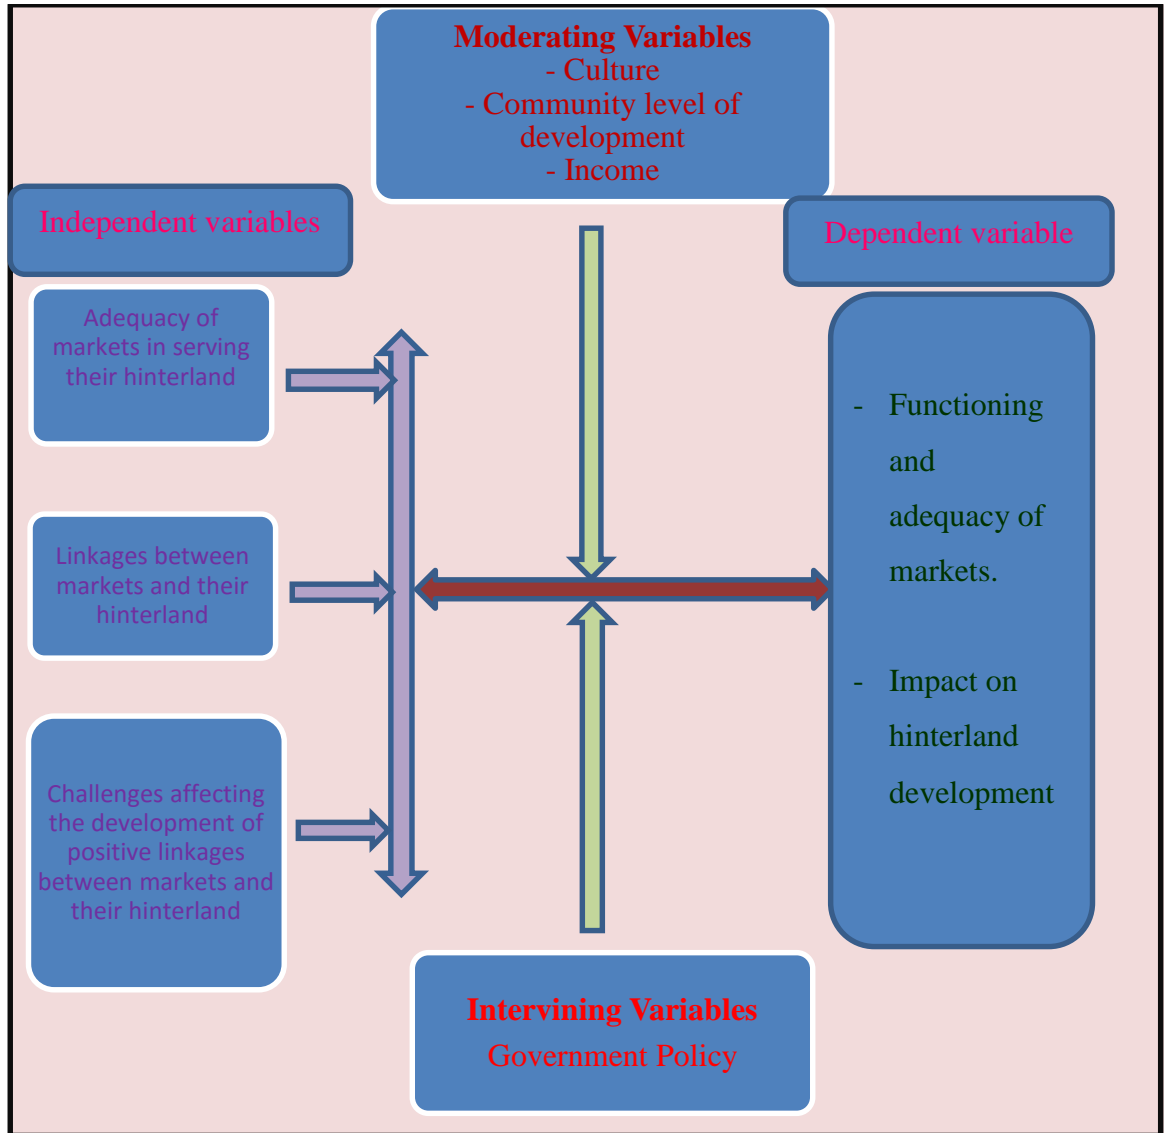 Moderating Variables
- Culture
- Community level of
development
- Income
Independent variables
Dependent variable
Adequacy of
markets in serving
their hinterland
Linkages between
markets and their
hinterland
Challenges affecting
the development of
positive linkages
between markets and
their hinterland
- Functioning
and
adequacy of
markets.
- Impact on
hinterland
development
Intervining Variables
Government Policy